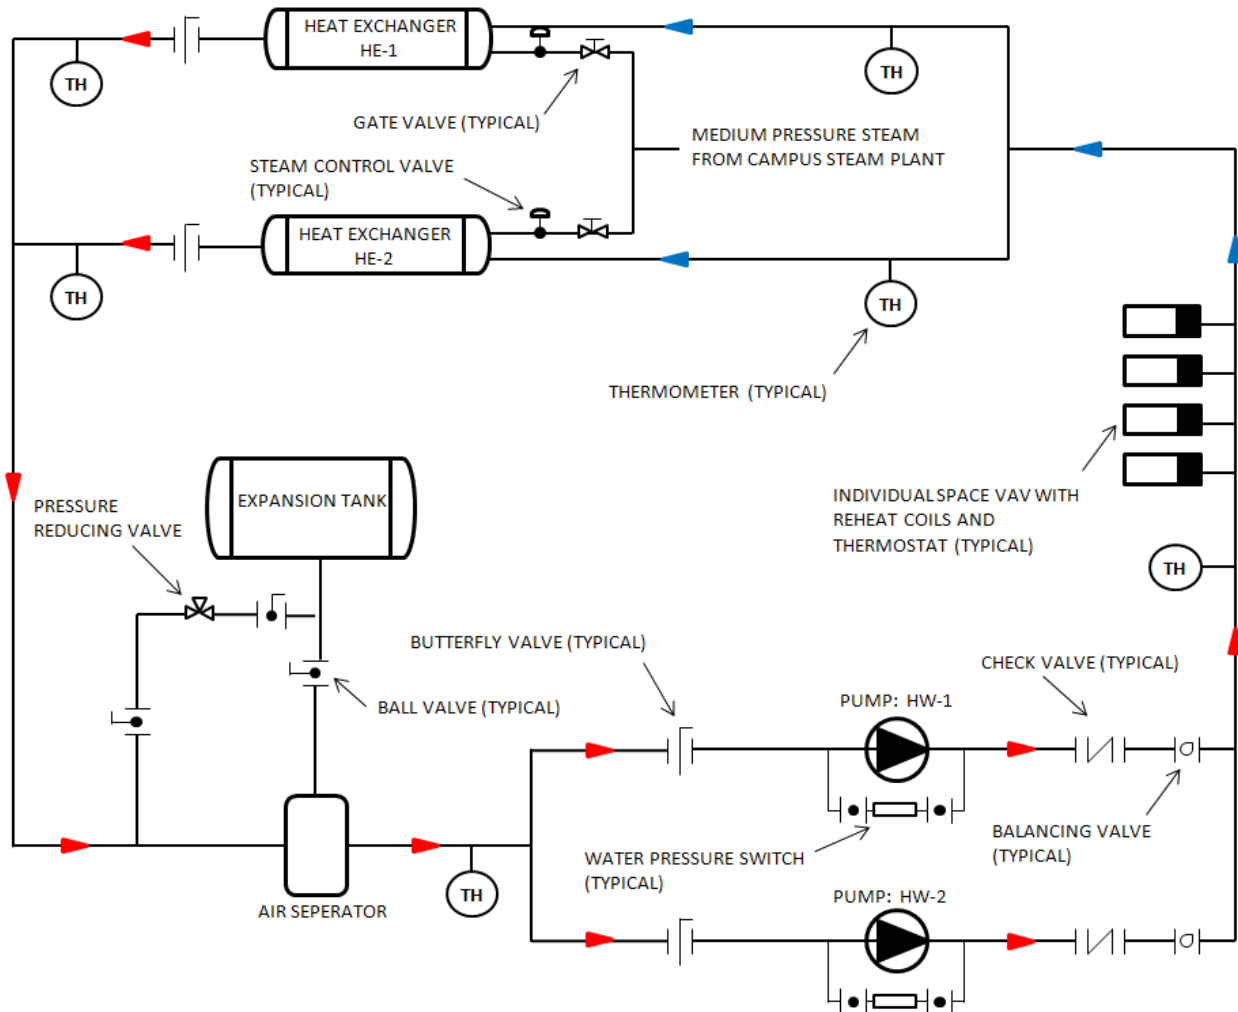 HEAT EXCHANGER
HE-1
TH
TH
GATE VALVE (TYPICAL)
MEDIUM PRESSURE STEAM
FROM CAMPUS STEAM PLANT
STEAM CONTROL VALVE
(TYPICAL)
HEAT EXCHANGER
HE-2
TH
TH
THERMOMETER (TYPICAL)
EXPANSION TANK
PRESSURE
REDUCING VALVE
INDIVIDUAL SPACE VAV WITH
REHEAT COILS AND
THERMOSTAT (TYPICAL)
TH
BUTTERFLY VALVE (TYPICAL)
CHECK VALVE (TYPICAL)
BALL VALVE (TYPICAL)
PUMP: HW-1
WATER PRESSURE SWITCH
(TYPICAL)
BALANCING VALVE
(TYPICAL)
TH
AIR SEPERATOR
PUMP: HW-2